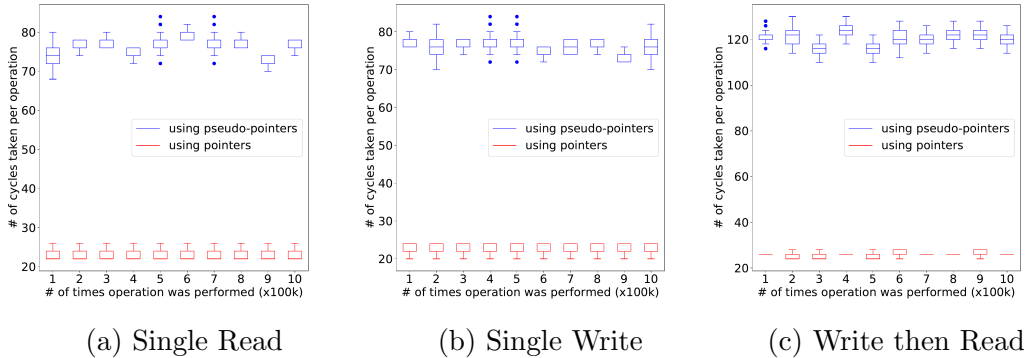 # of cycles taken per operation
80
70
60
50
40
30
20
using pseudo-pointers
using pointers
1 2 3 4 5 6 7 8 9 10
# of times operation was performed (x100k)
(a) Single Read
# of cycles taken per operation
80
70
60
50
40
30
20
using pseudo-pointers
using pointers
1 2 3 4 5 6 7 8 9 10
# of times operation was performed (x100k)
(b) Single Write
# of cycles taken per operation
120
100
80
60
40
20
using pseudo-pointers
using pointers
1 2 3 4 5 6 7 8 9 10
# of times operation was performed (x100k)
(c) Write then Read